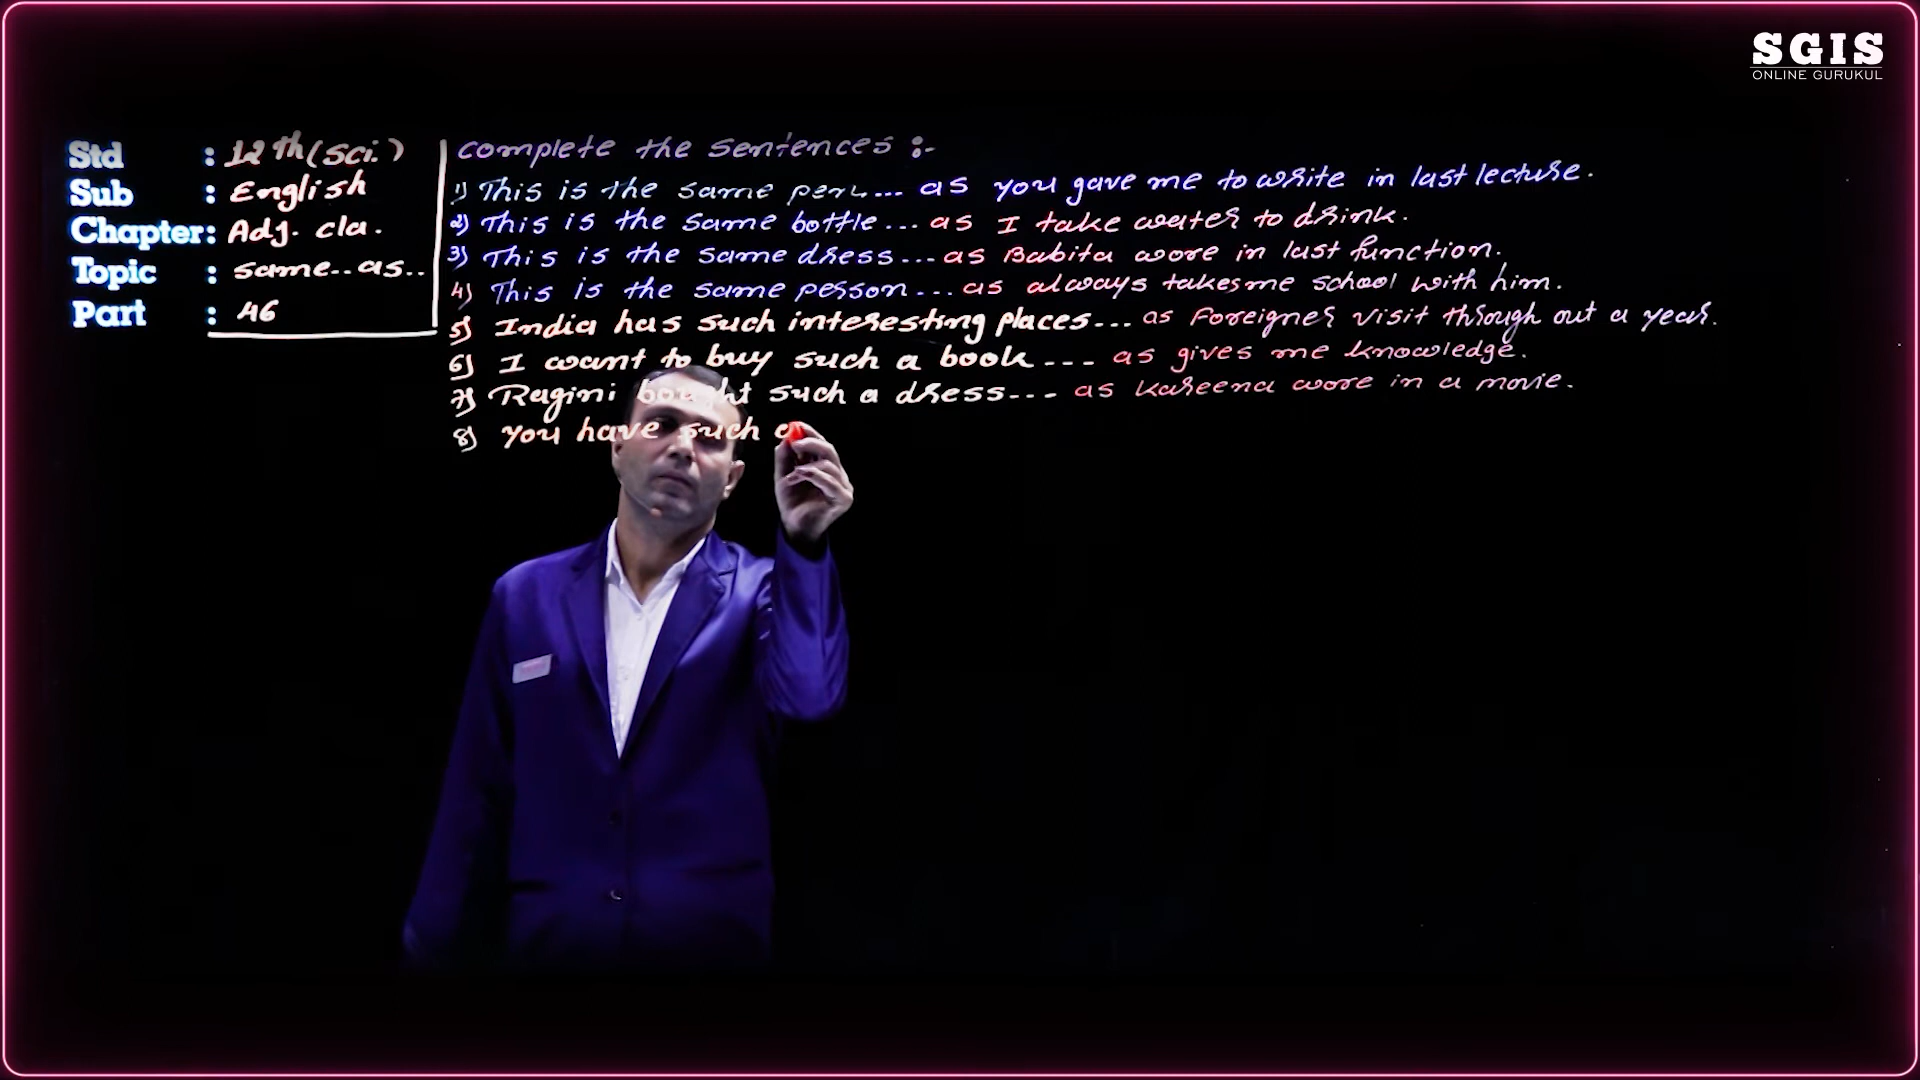 SGIS
ONLINE GURUKUL
Std : 12th (Sci.)
Sub : English
Chapter : Adj. cla.
Topic : same..as..
Part : 46
complete the sentences :-
1) This is the same pen... as you gave me to write in last lecture.
2) This is the same bottle... as I take water to drink.
3) This is the same dress... as Babita wore in last function.
4) This is the same person... as always takes me school with him.
5) India has such interesting places... as Foreigner visit through out a year.
6) I want to buy such a book --- as gives me knowledge.
7) Ragini bought such a dress--- as Kareena wore in a movie.
8) you have such a